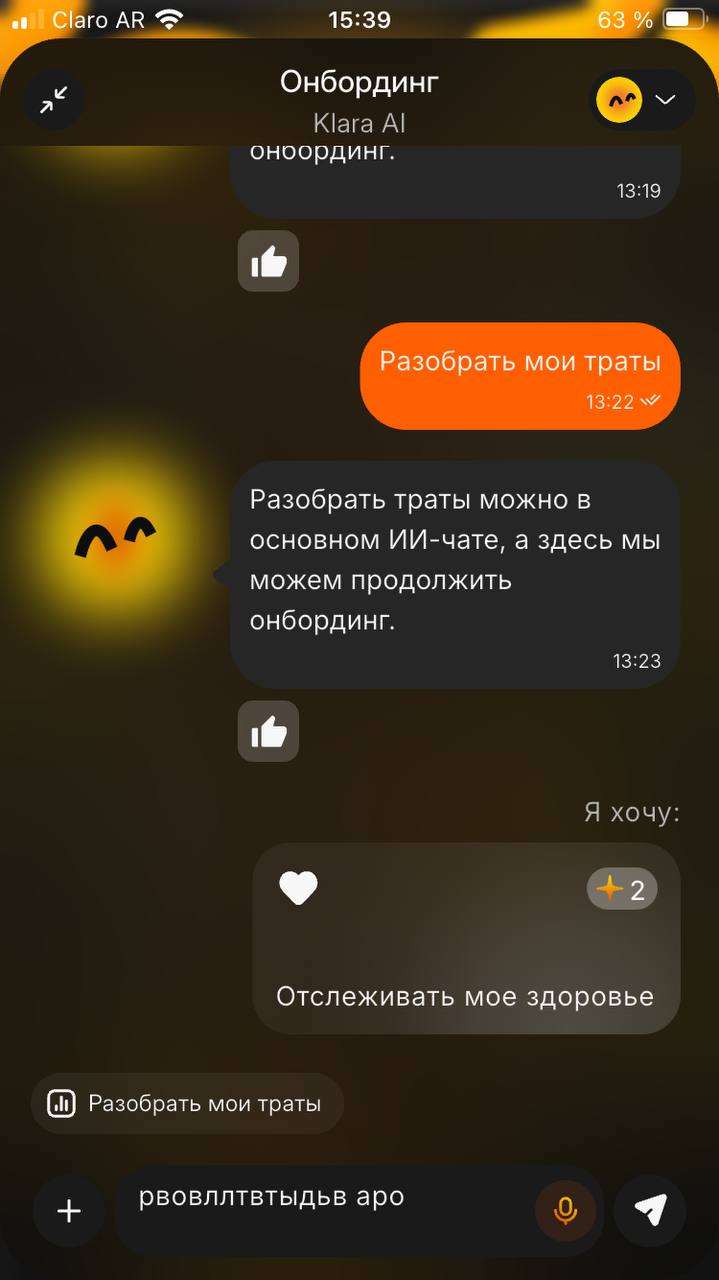 Claro AR 15:39 63 %
Онбординг
Klara AI
онбординг.
13:19
Разобрать мои траты
13:22
Разобрать траты можно в
основном ИИ-чате, а здесь мы
можем продолжить
онбординг.
13:23
Я хочу:
2
Отслеживать мое здоровье
Разобрать мои траты
рвовллтвтыдьв аро